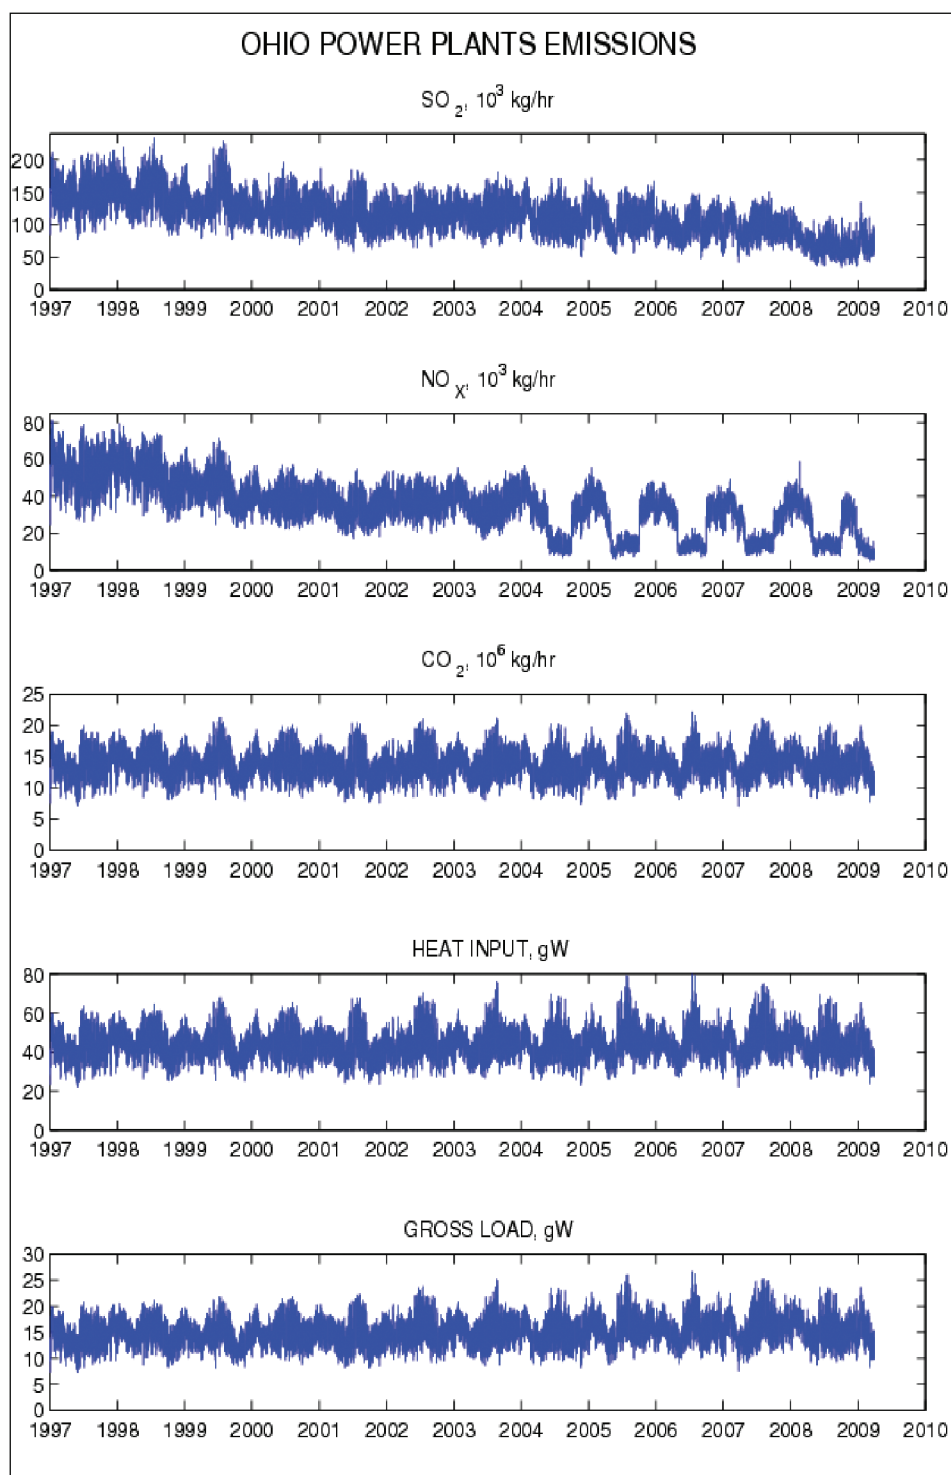 OHIO POWER PLANTS EMISSIONS
SO2, 10^3 kg/hr
200
150
100
50
0
1997 1998 1999 2000 2001 2002 2003 2004 2005 2006 2007 2008 2009 2010
NOX, 10^3 kg/hr
80
60
40
20
0
1997 1998 1999 2000 2001 2002 2003 2004 2005 2006 2007 2008 2009 2010
CO2, 10^6 kg/hr
25
20
15
10
5
0
1997 1998 1999 2000 2001 2002 2003 2004 2005 2006 2007 2008 2009 2010
HEAT INPUT, gW
80
60
40
20
0
1997 1998 1999 2000 2001 2002 2003 2004 2005 2006 2007 2008 2009 2010
GROSS LOAD, gW
30
25
20
15
10
5
0
1997 1998 1999 2000 2001 2002 2003 2004 2005 2006 2007 2008 2009 2010